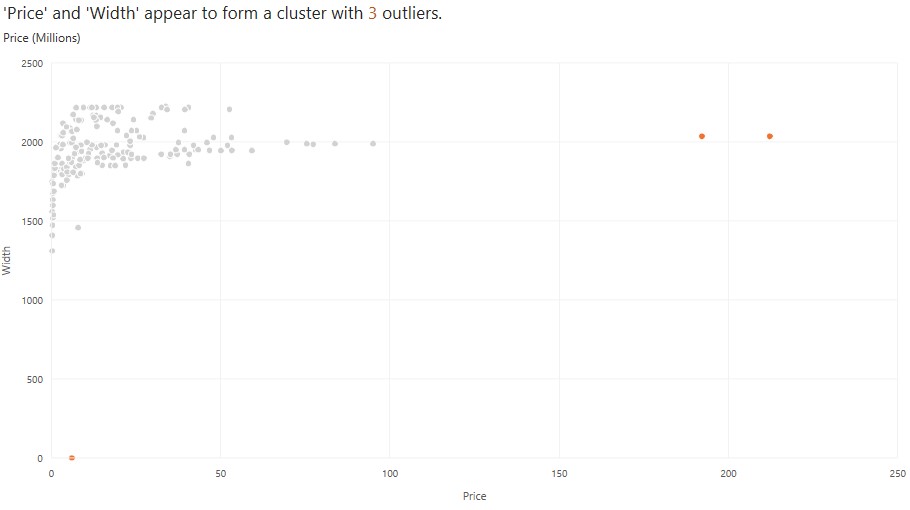 'Price' and 'Width' appear to form a cluster with 3 outliers.
Price (Millions)
2500
2000
1500
Width
1000
500
0
0 50 100 150 200 250
Price